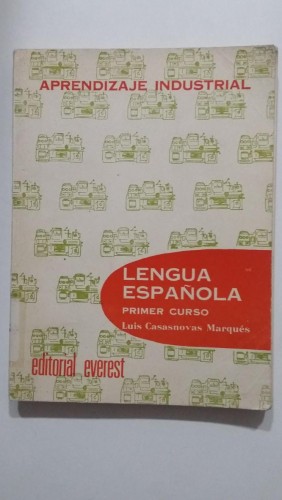 APRENDIZAJE INDUSTRIAL
LENGUA
ESPAÑOLA
PRIMER CURSO
Luis Casasnovas Marqués
editorial everest